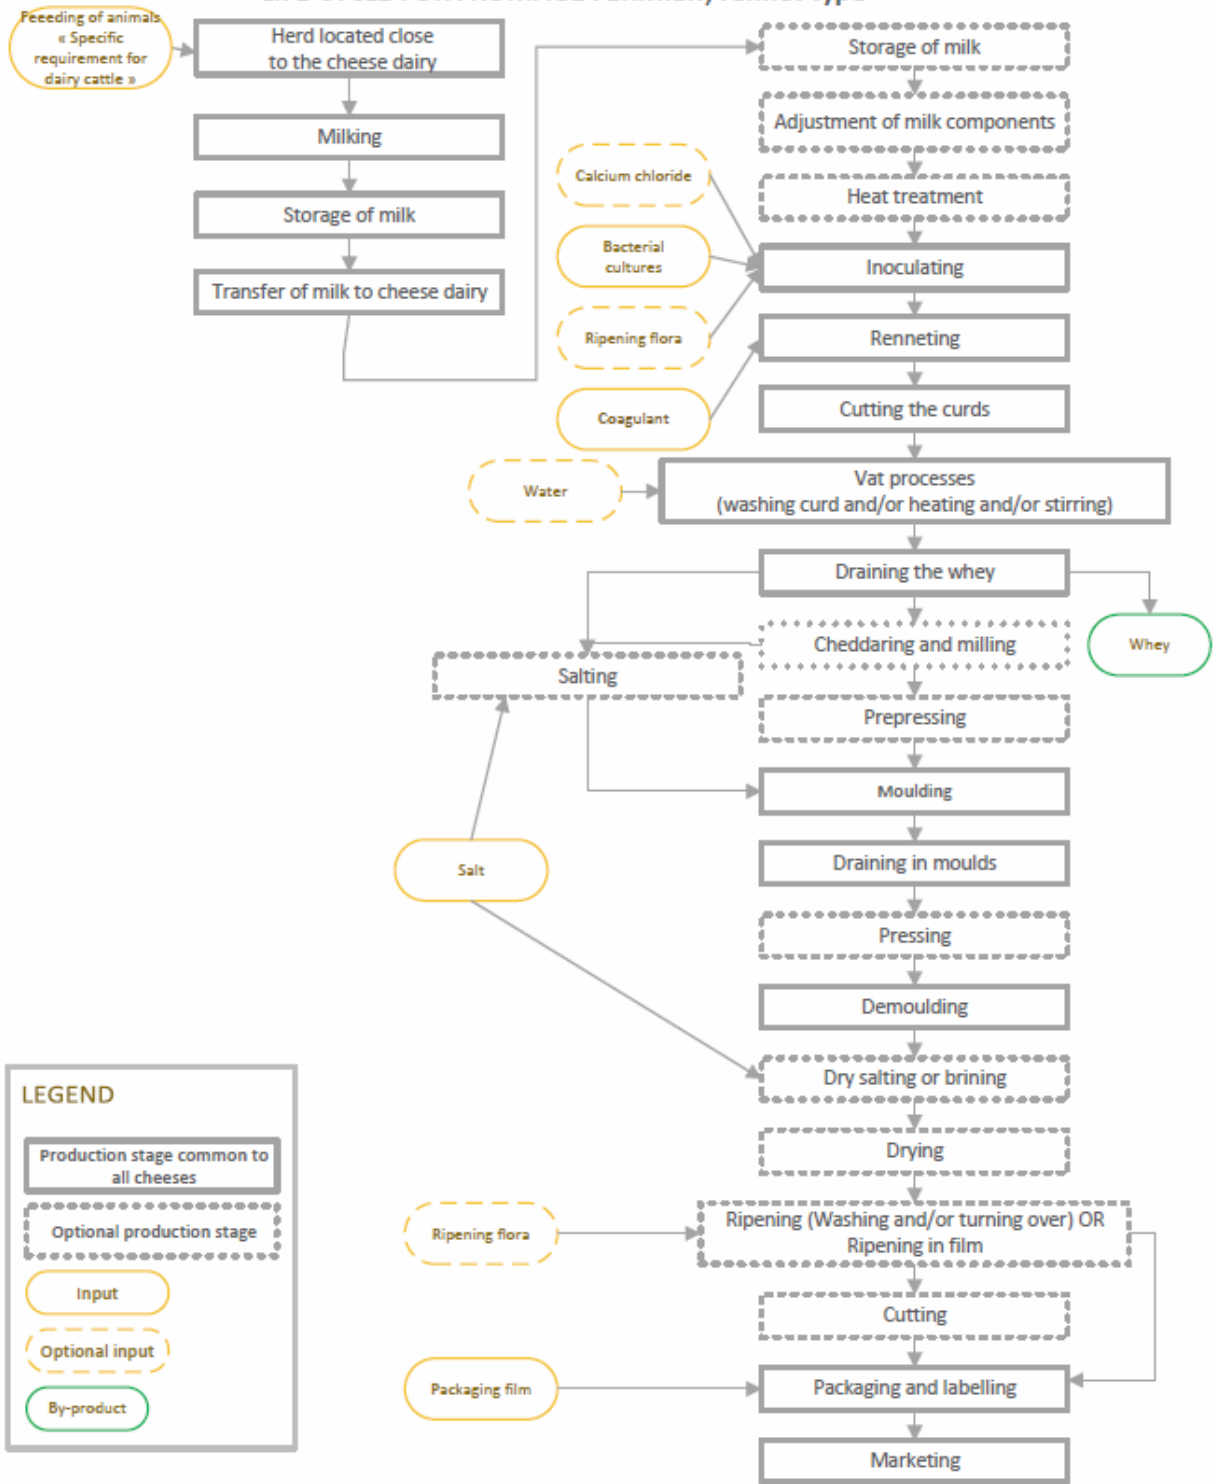 Feeeding of animals
« Specific
requirement for
dairy cattle »
Herd located close
to the cheese dairy
Milking
Storage of milk
Transfer of milk to cheese dairy
Storage of milk
Adjustment of milk components
Heat treatment
Calcium chloride
Bacterial
cultures
Inoculating
Ripening flora
Renneting
Coagulant
Cutting the curds
Water
Vat processes
(washing curd and/or heating and/or stirring)
Draining the whey
Cheddaring and milling
Whey
Salting
Prepressing
Moulding
Salt
Draining in moulds
Pressing
Demoulding
Dry salting or brining
Drying
Ripening flora
Ripening (Washing and/or turning over) OR
Ripening in film
Cutting
Packaging film
Packaging and labelling
Marketing
LEGEND
Production stage common to
all cheeses
Optional production stage
Input
Optional input
By-product